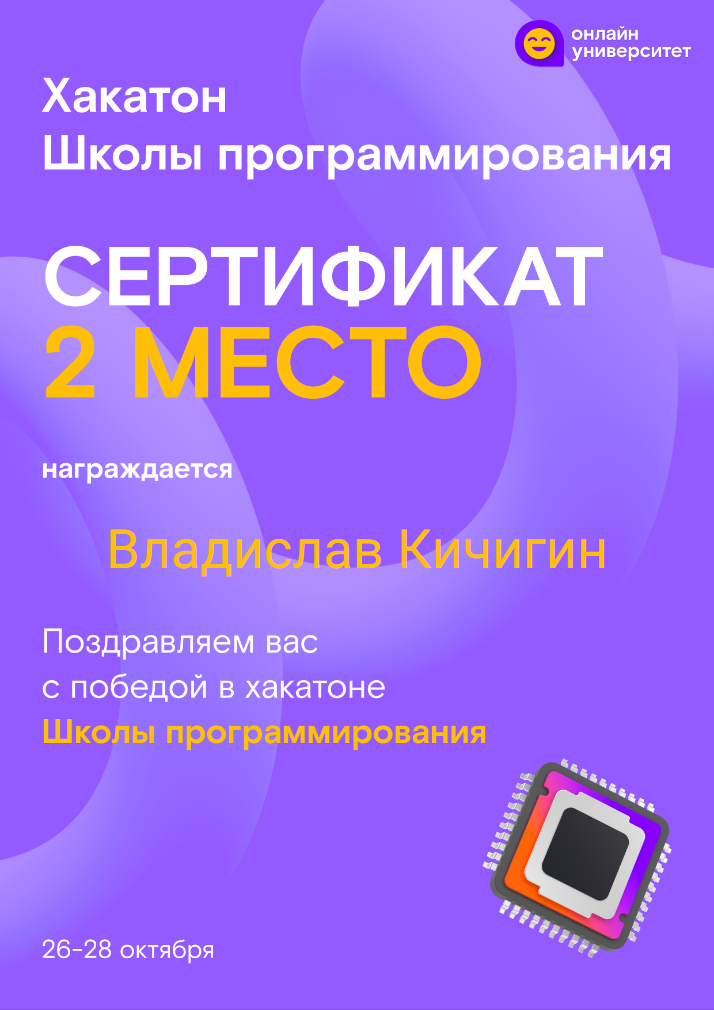 онлайн
университет
Хакатон
Школы программирования
СЕРТИФИКАТ
2 МЕСТО
награждается
Владислав Кичигин
Поздравляем вас
с победой в хакатоне
Школы программирования
26-28 октября